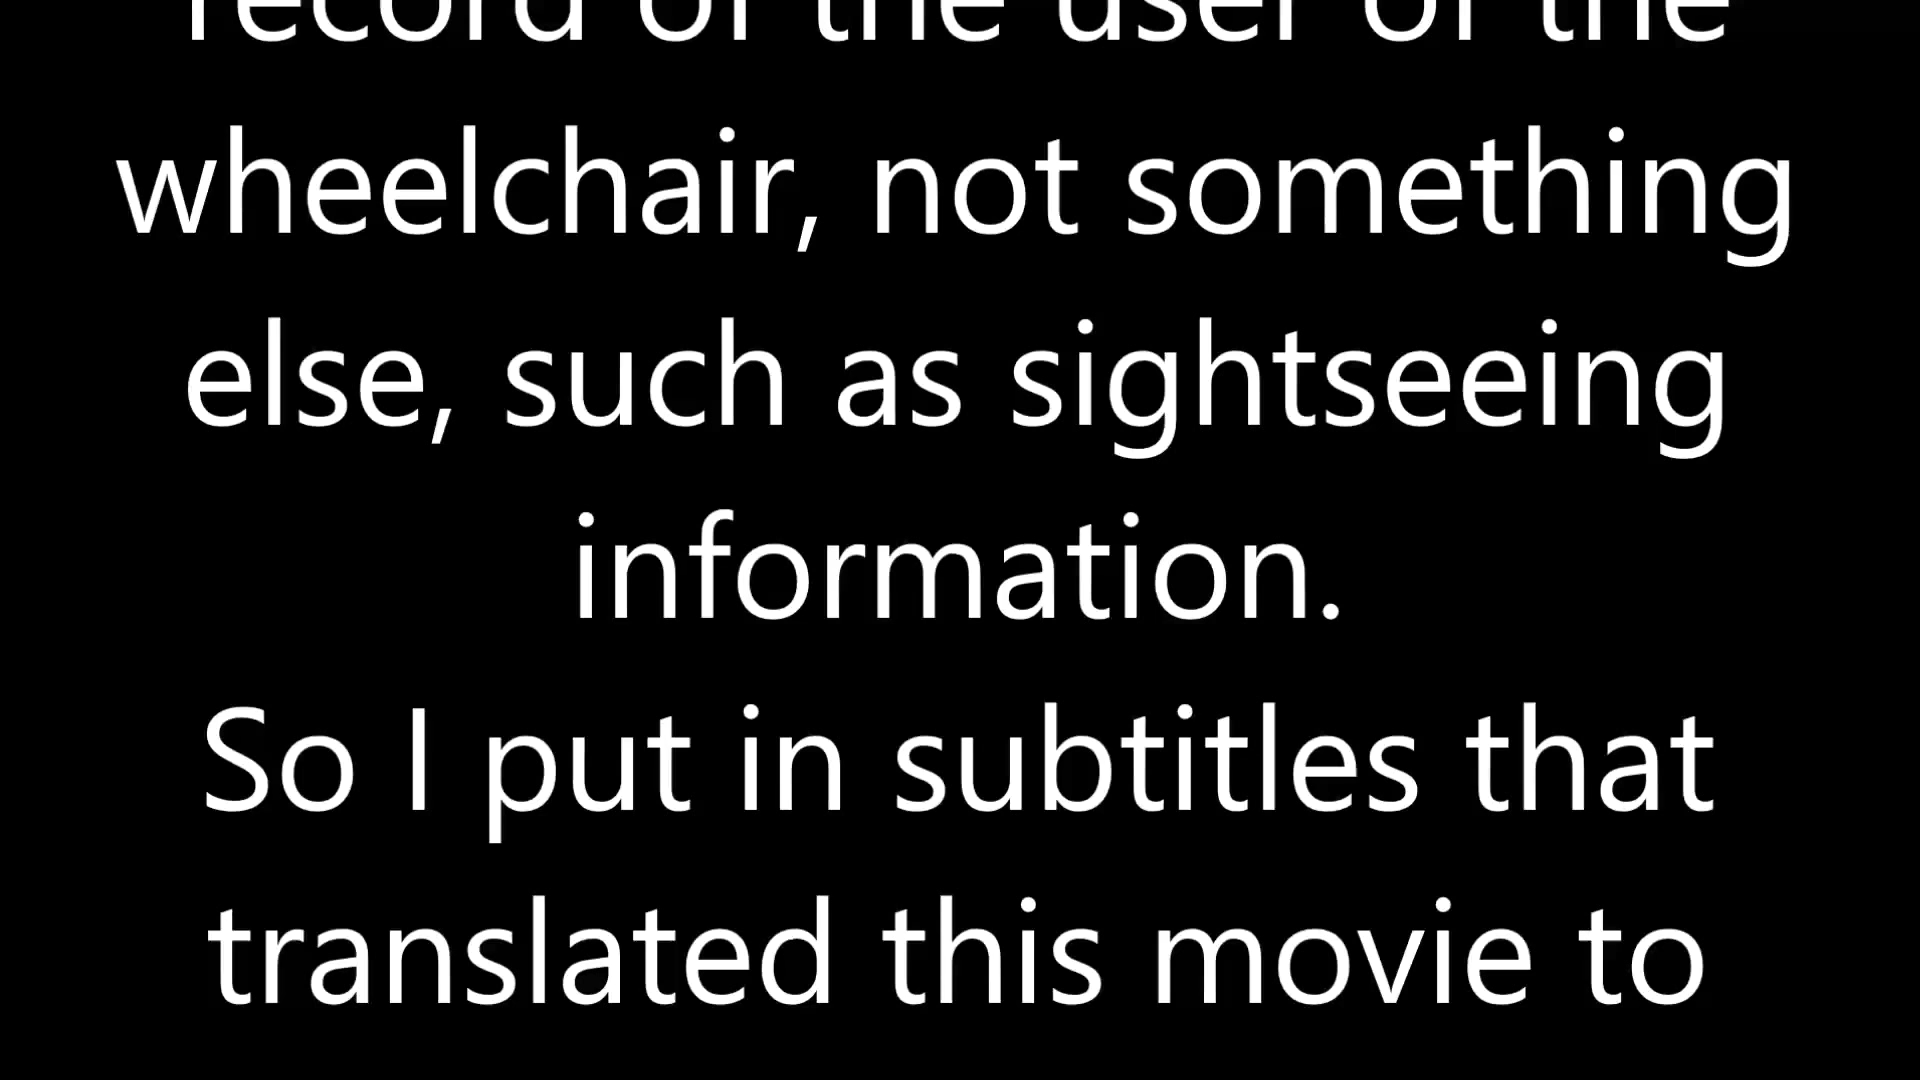 record of the user of the
wheelchair, not something
else, such as sightseeing
information.
So I put in subtitles that
translated this movie to